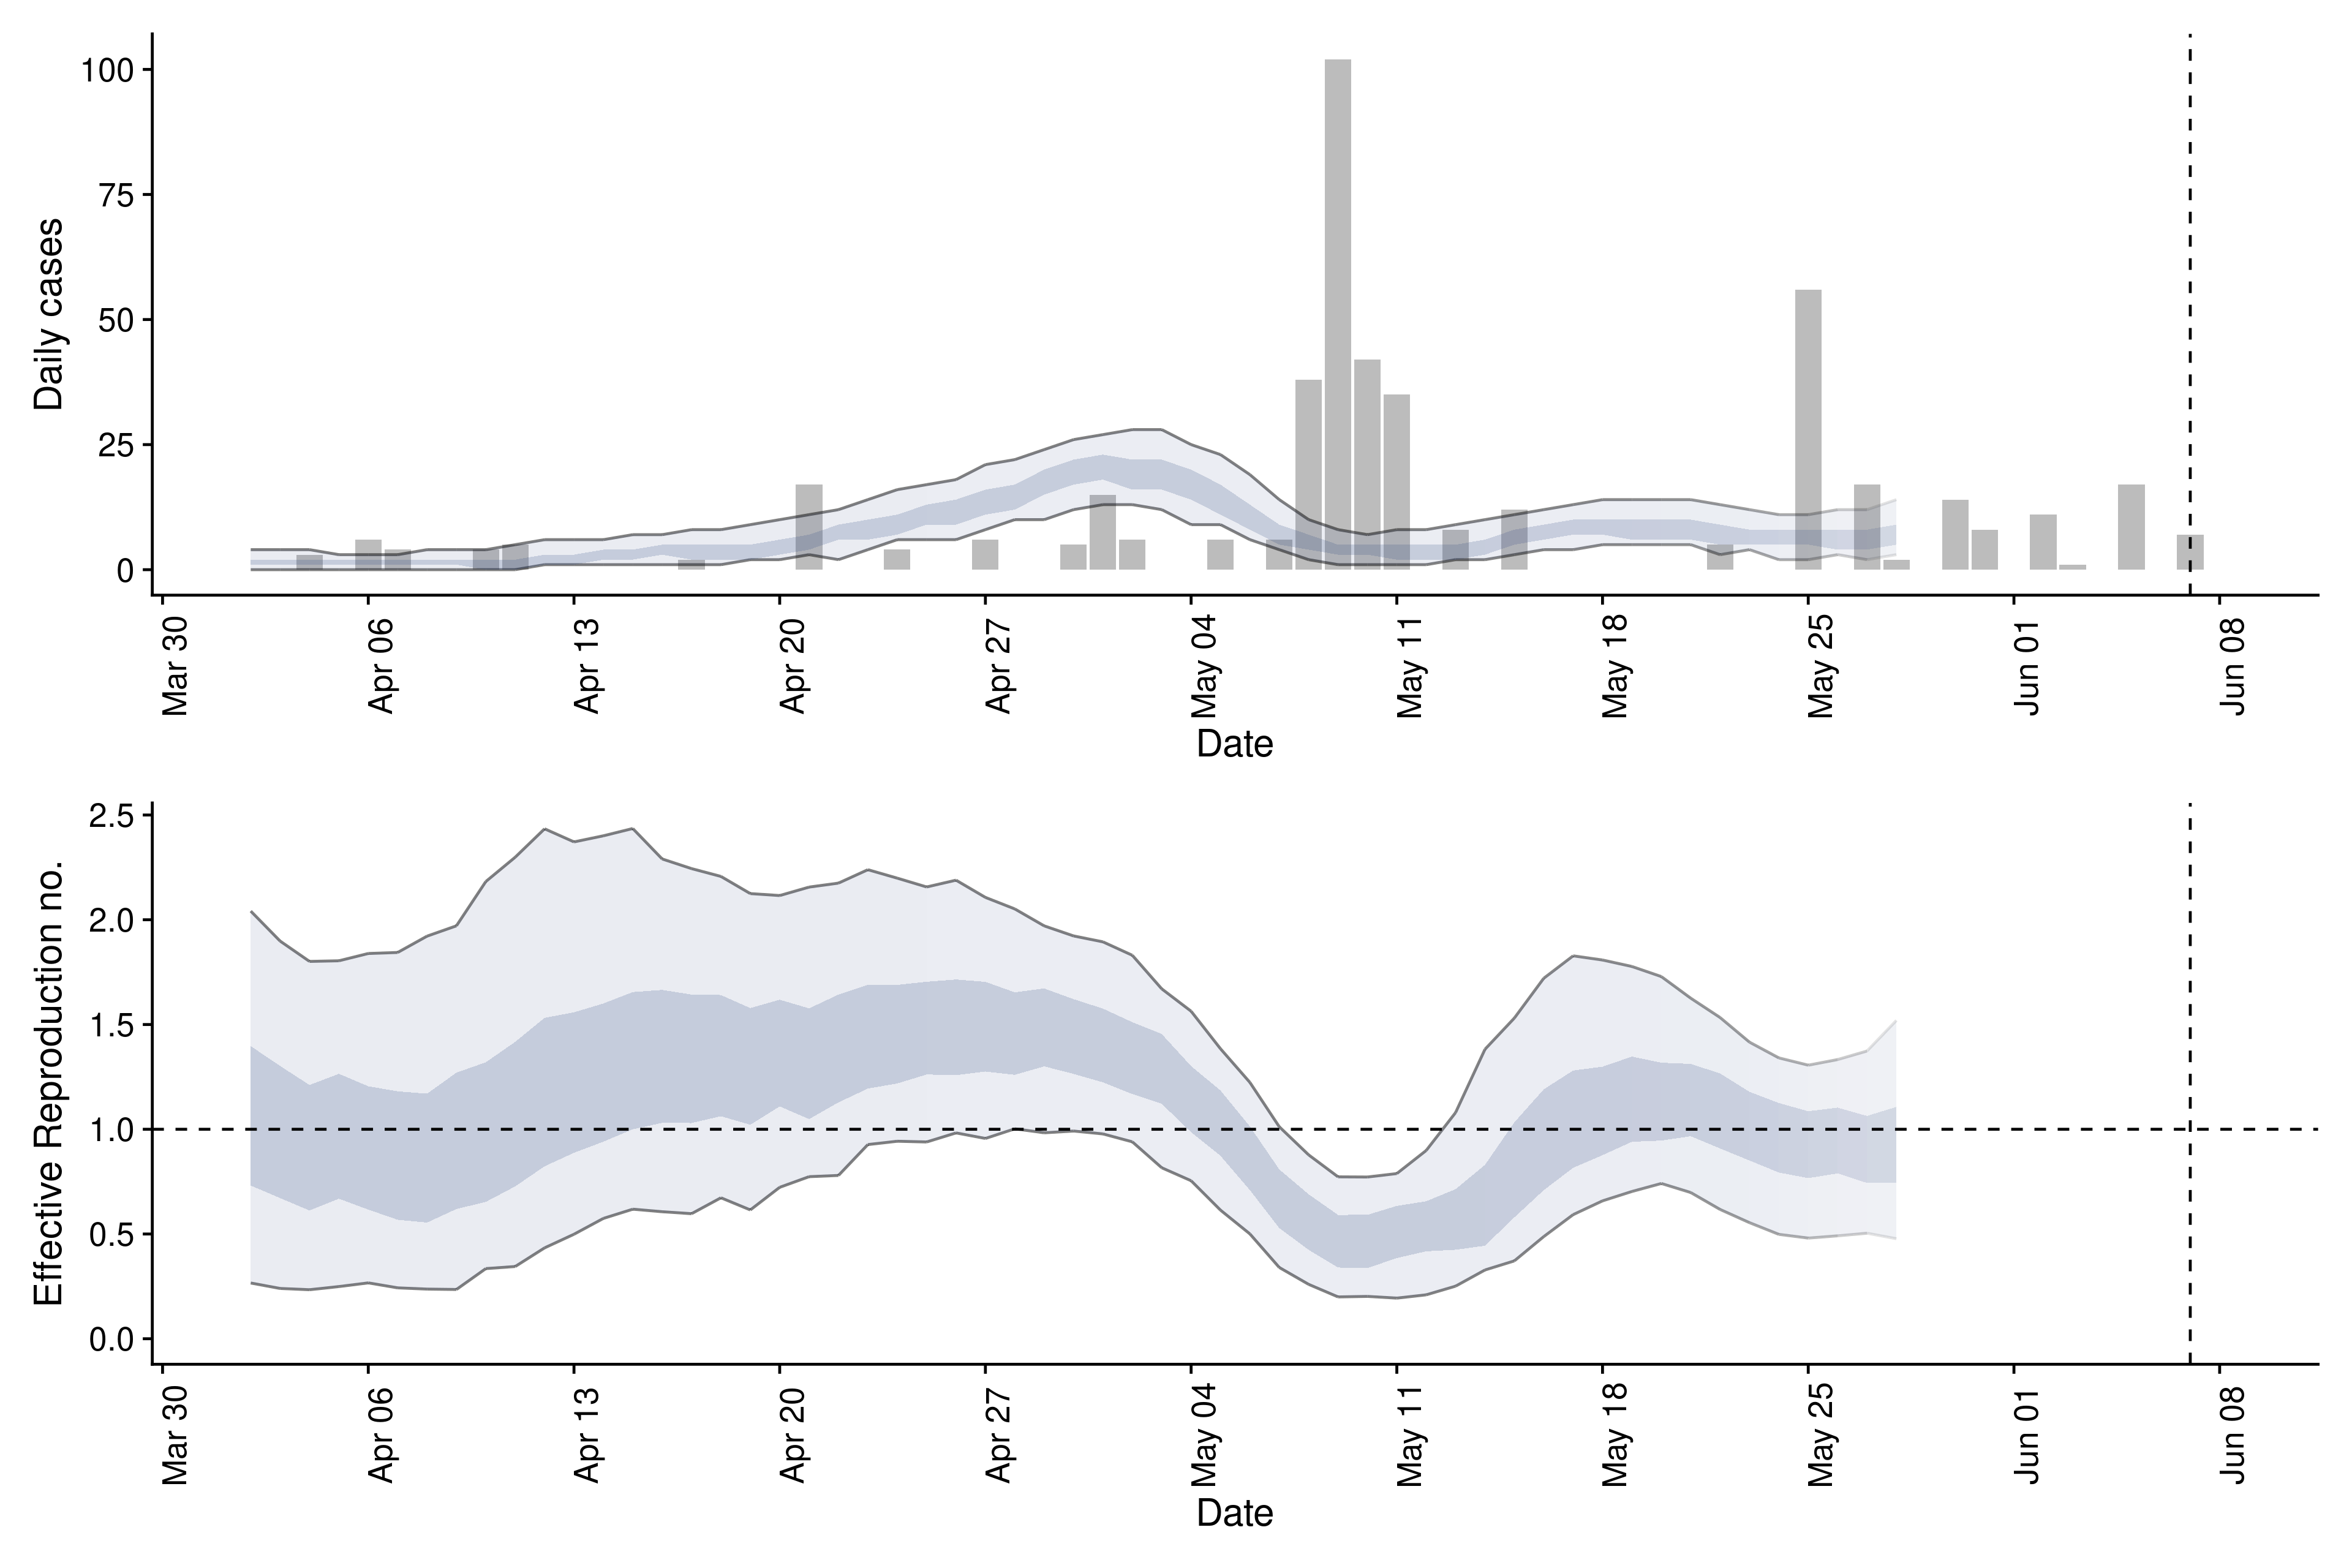 Daily cases
100
75
50
25
0
Mar 30
Apr 06
Apr 13
Apr 20
Apr 27
May 04
May 11
May 18
May 25
Jun 01
Jun 08
Date
Effective Reproduction no.
2.5
2.0
1.5
1.0
0.5
0.0
Mar 30
Apr 06
Apr 13
Apr 20
Apr 27
May 04
May 11
May 18
May 25
Jun 01
Jun 08
Date